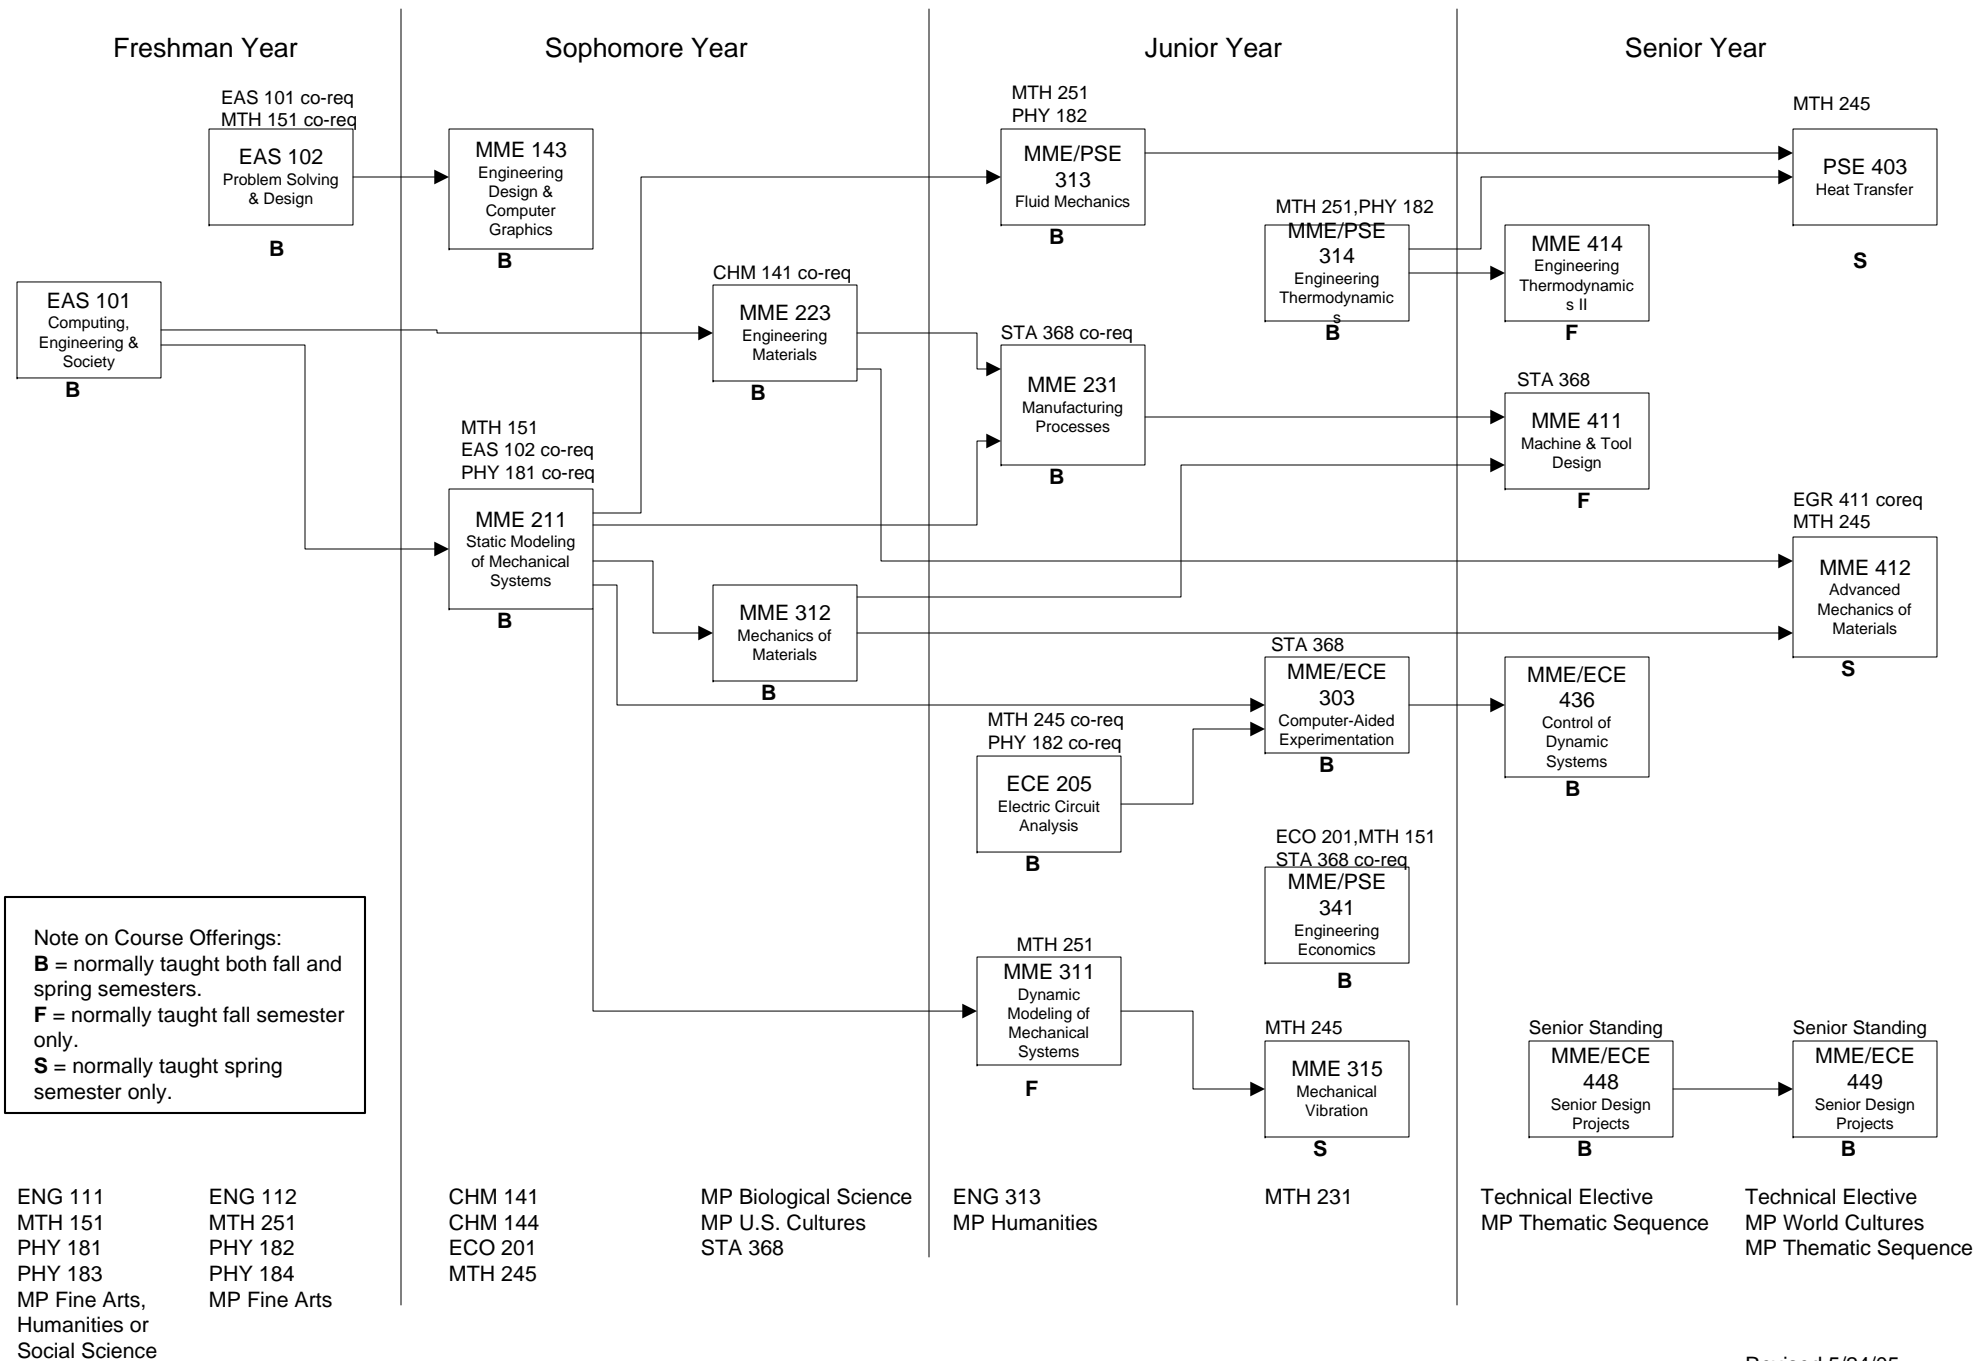 Freshman Year
Sophomore Year
Junior Year
Senior Year
EAS 101 co-req
MTH 151 co-req
EAS 102
Problem Solving
& Design
B
EAS 101
Computing,
Engineering &
Society
B
MME 143
Engineering
Design &
Computer
Graphics
B
CHM 141 co-req
MME 223
Engineering
Materials
B
MTH 151
EAS 102 co-req
PHY 181 co-req
MME 211
Static Modeling
of Mechanical
Systems
B
MME 312
Mechanics of
Materials
B
MTH 251
PHY 182
MME/PSE
313
Fluid Mechanics
B
MTH 251,PHY 182
MME/PSE
314
Engineering
Thermodynamic
s
B
STA 368 co-req
MME 231
Manufacturing
Processes
B
STA 368
MME/ECE
303
Computer-Aided
Experimentation
B
MTH 245 co-req
PHY 182 co-req
ECE 205
Electric Circuit
Analysis
B
ECO 201,MTH 151
STA 368 co-req
MME/PSE
341
Engineering
Economics
B
MTH 251
MME 311
Dynamic
Modeling of
Mechanical
Systems
F
MTH 245
MME 315
Mechanical
Vibration
S
MTH 245
PSE 403
Heat Transfer
S
MME 414
Engineering
Thermodynamic
s II
F
STA 368
MME 411
Machine & Tool
Design
F
EGR 411 coreq
MTH 245
MME 412
Advanced
Mechanics of
Materials
S
MME/ECE
436
Control of
Dynamic
Systems
B
Senior Standing
MME/ECE
448
Senior Design
Projects
B
Senior Standing
MME/ECE
449
Senior Design
Projects
B
Note on Course Offerings:
B = normally taught both fall and
spring semesters.
F = normally taught fall semester
only.
S = normally taught spring
semester only.
ENG 111
MTH 151
PHY 181
PHY 183
MP Fine Arts,
Humanities or
Social Science
ENG 112
MTH 251
PHY 182
PHY 184
MP Fine Arts
CHM 141
CHM 144
ECO 201
MTH 245
MP Biological Science
MP U.S. Cultures
STA 368
ENG 313
MP Humanities
MTH 231
Technical Elective
MP Thematic Sequence
Technical Elective
MP World Cultures
MP Thematic Sequence